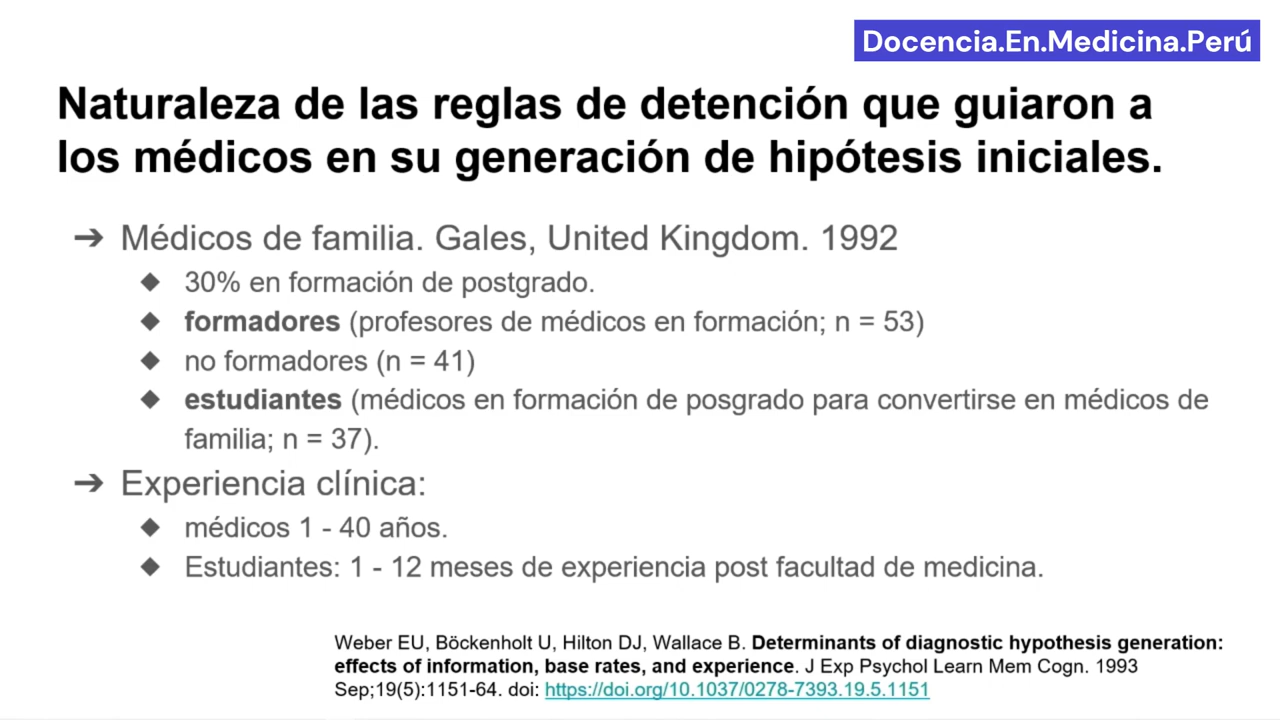 Docencia.En.Medicina.Perú
Naturaleza de las reglas de detención que guiaron a
los médicos en su generación de hipótesis iniciales.
➔ Médicos de familia. Gales, United Kingdom. 1992
◆ 30% en formación de postgrado.
◆ formadores (profesores de médicos en formación; n = 53)
◆ no formadores (n = 41)
◆ estudiantes (médicos en formación de posgrado para convertirse en médicos de
familia; n = 37).
➔ Experiencia clínica:
◆ médicos 1 - 40 años.
◆ Estudiantes: 1 - 12 meses de experiencia post facultad de medicina.
Weber EU, Böckenholt U, Hilton DJ, Wallace B. Determinants of diagnostic hypothesis generation:
effects of information, base rates, and experience. J Exp Psychol Learn Mem Cogn. 1993
Sep;19(5):1151-64. doi: https://doi.org/10.1037/0278-7393.19.5.1151